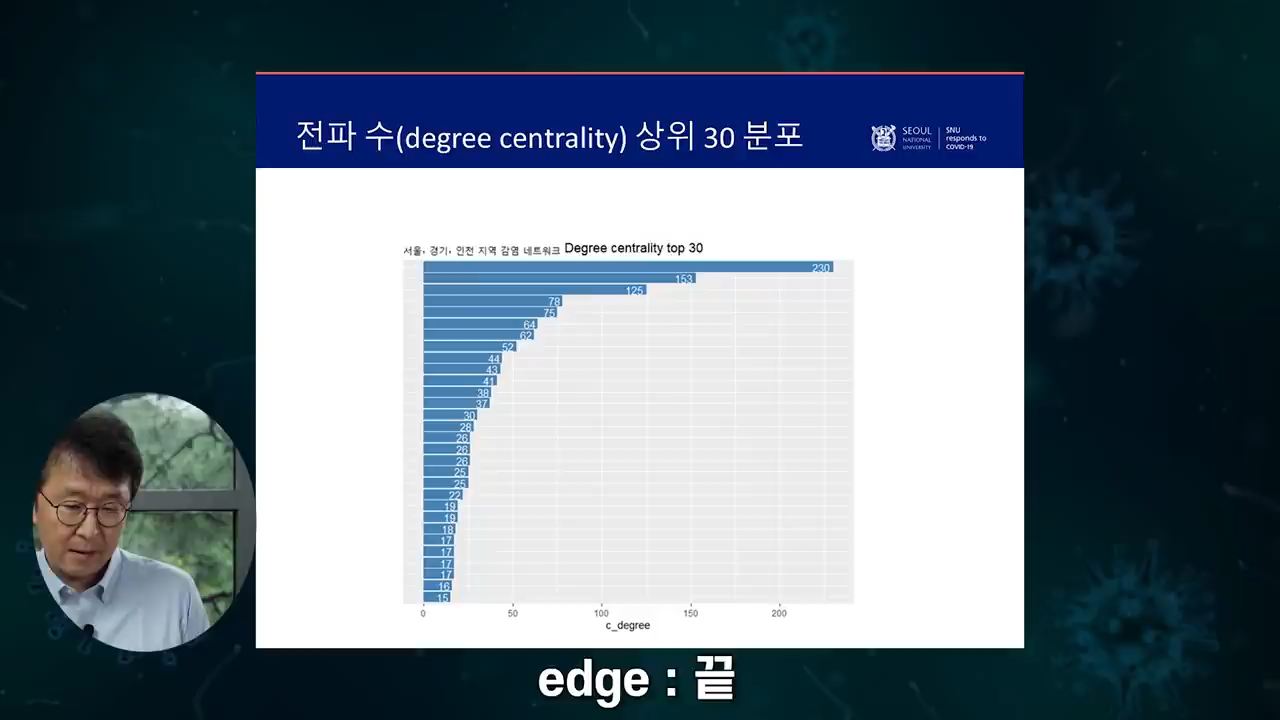 전파 수(degree centrality) 상위 30 분포
SEOUL
NATIONAL
UNIVERSITY
SNU
responds to
COVID-19
서울, 경기, 인천 지역 감염 네트워크 Degree centrality top 30
230
153
125
78
75
64
62
52
44
43
41
38
37
30
28
26
26
26
25
25
22
19
19
18
17
17
17
17
16
15
0 50 100 150 200
c_degree
edge : 끝